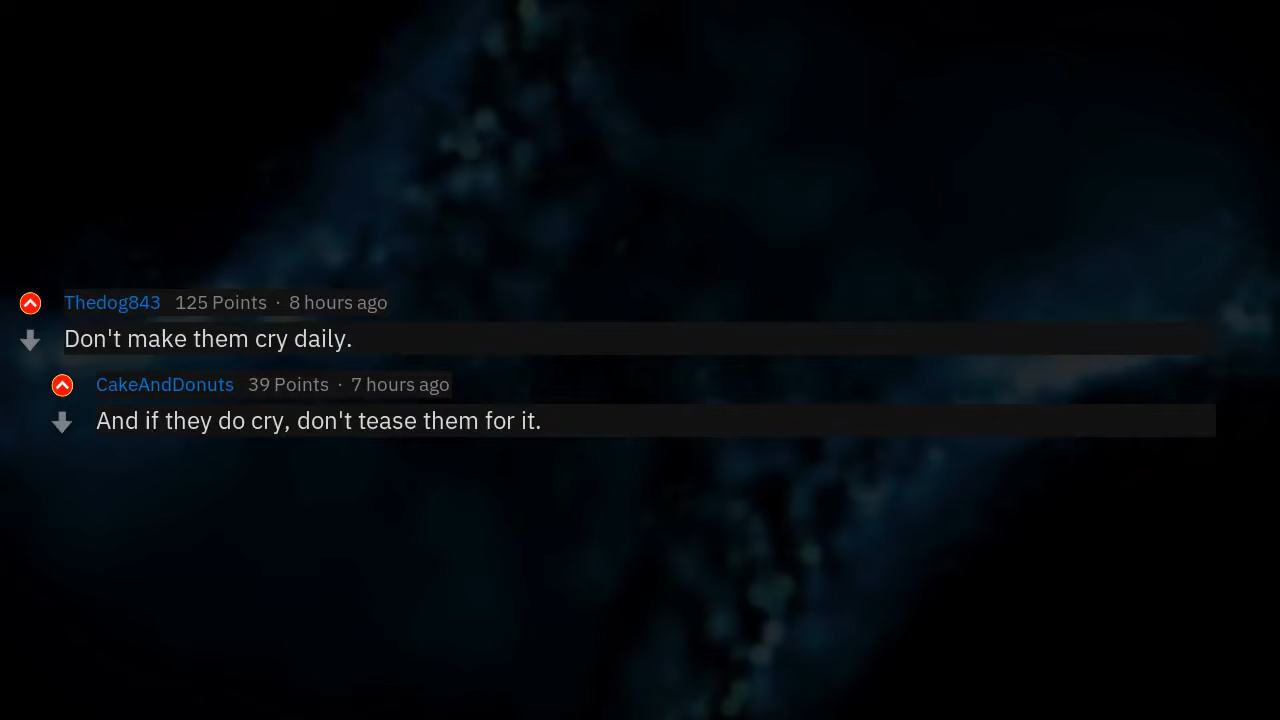 Thedog843 125 Points · 8 hours ago
Don't make them cry daily.
CakeAndDonuts 39 Points · 7 hours ago
And if they do cry, don't tease them for it.